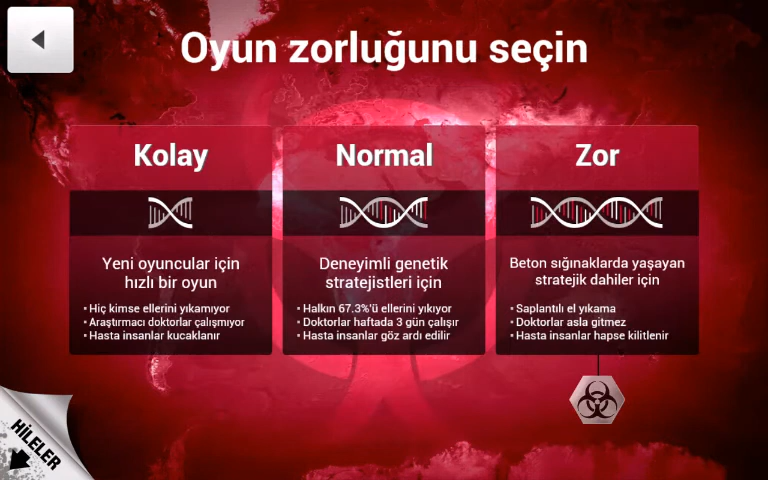 Oyun zorluğunu seçin
Kolay
Yeni oyuncular için
hızlı bir oyun
• Hiç kimse ellerini yıkamıyor
• Araştırmacı doktorlar çalışmıyor
• Hasta insanlar kucaklanır
Normal
Deneyimli genetik
stratejistleri için
• Halkın 67.3%'ü ellerini yıkıyor
• Doktorlar haftada 3 gün çalışır
• Hasta insanlar göz ardı edilir
Zor
Beton sığınaklarda yaşayan
stratejik dahiler için
• Saplantılı el yıkama
• Doktorlar asla gitmez
• Hasta insanlar hapse kilitlenir
HİLELER